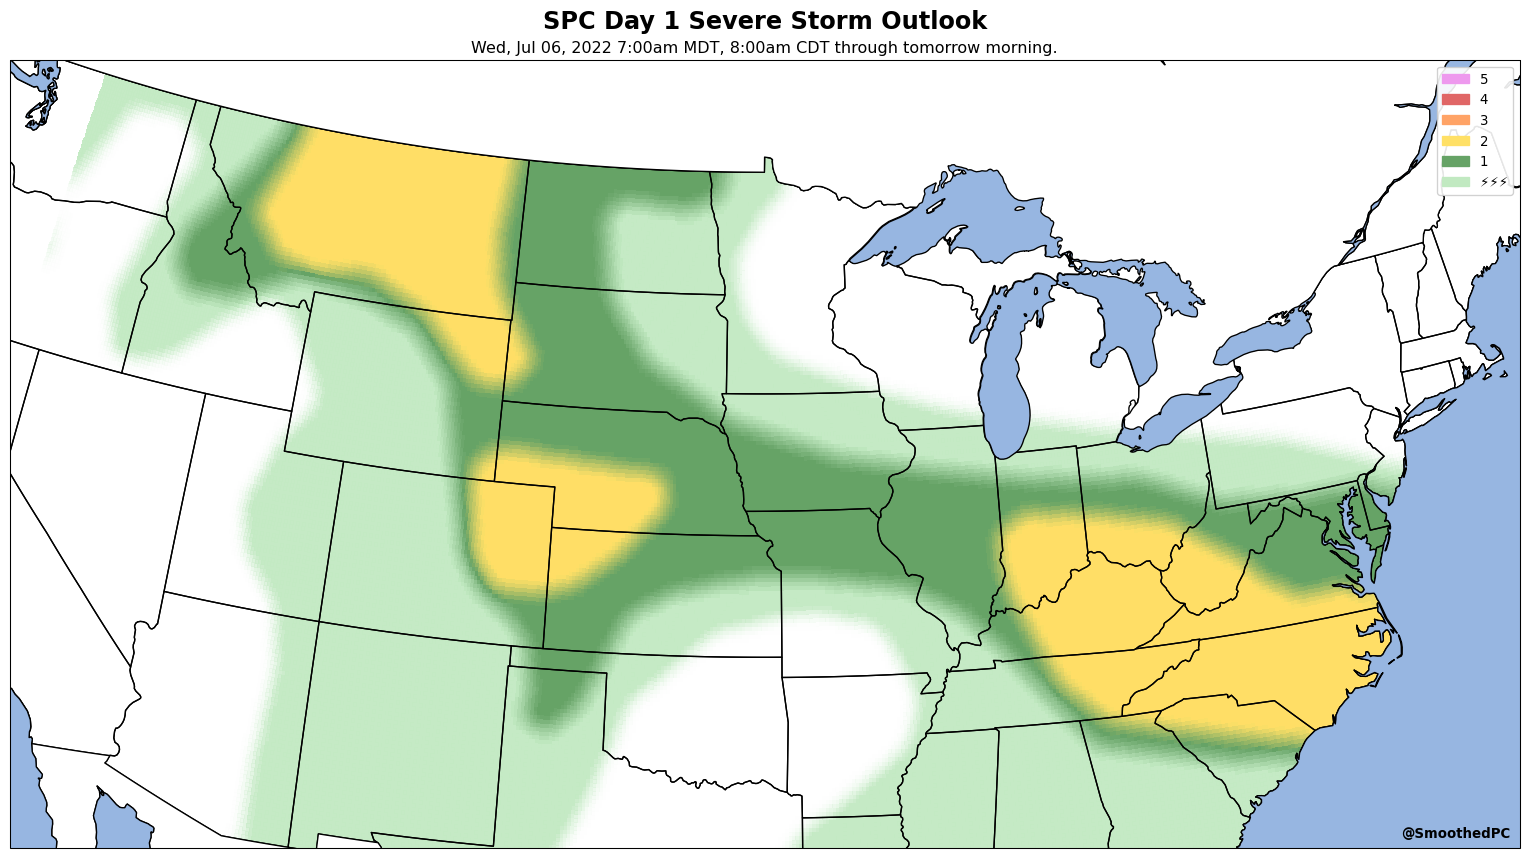 SPC Day 1 Severe Storm Outlook
Wed, Jul 06, 2022 7:00am MDT, 8:00am CDT through tomorrow morning.
5
4
3
2
1
⚡⚡⚡
@SmoothedPC